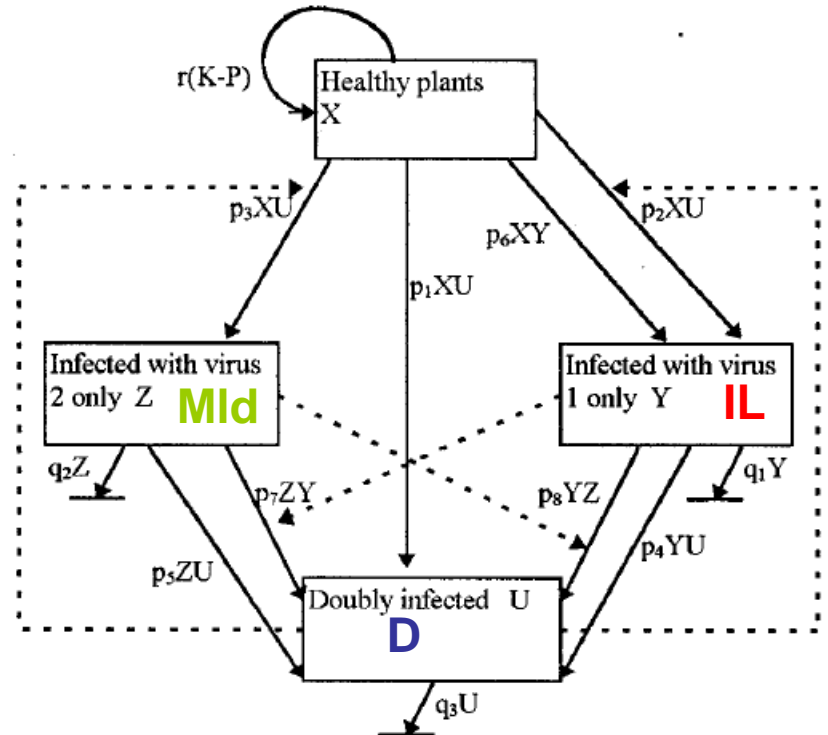 r(K-P)
Healthy plants
X
p₃XU
p₂XU
p₆XY
p₁XU
Infected with virus
2 only Z MId
Infected with virus
1 only Y IL
q₂Z
p₇ZY
p₈YZ
q₁Y
p₅ZU
p₄YU
Doubly infected U
D
q₃U